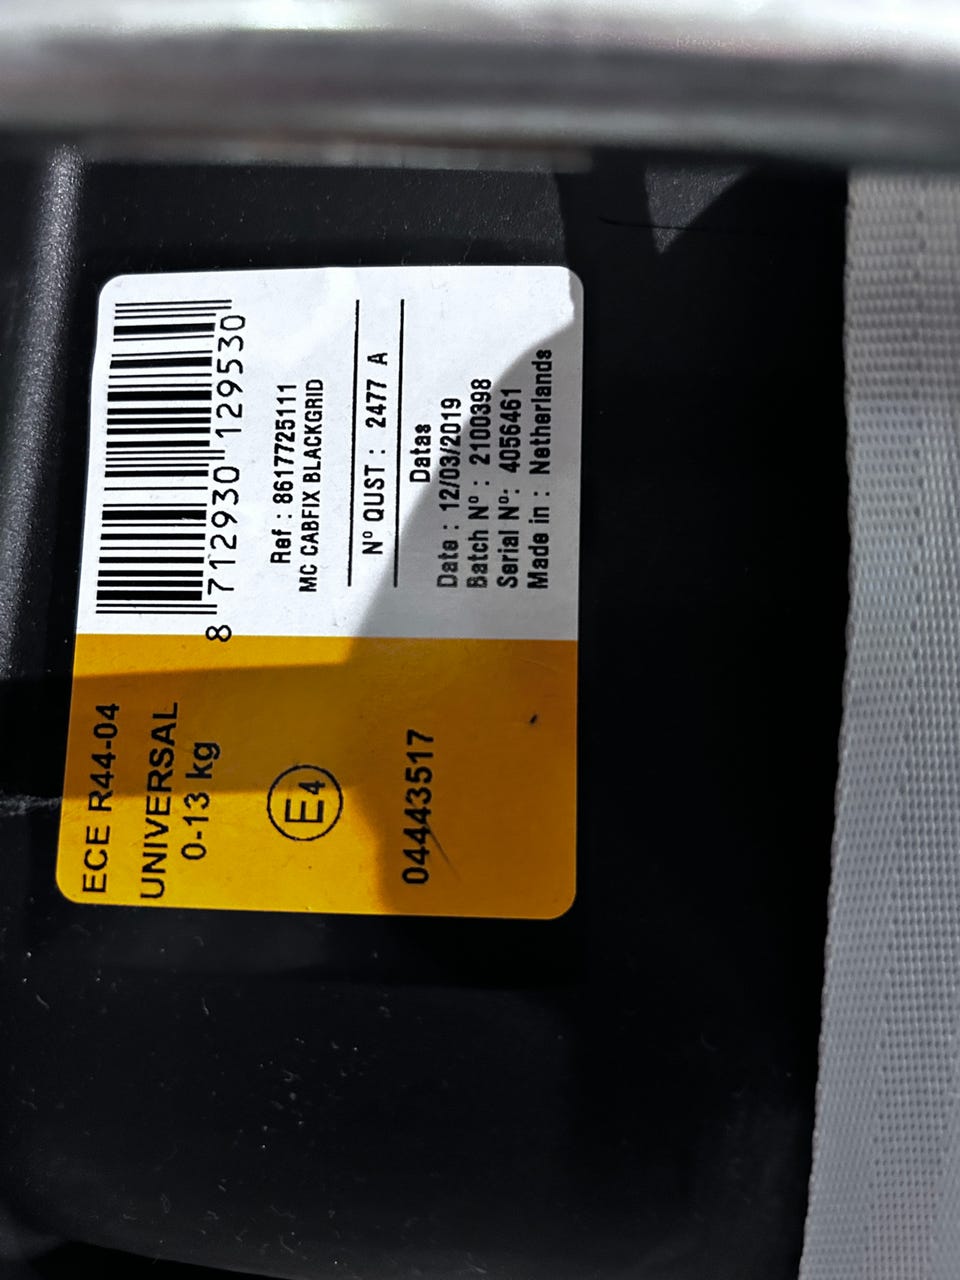 ECE R44-04
UNIVERSAL
0-13 kg
E4
04443517
8 712930 129530
Ref : 8617725111
MC CABFIX BLACKGRID
Nº QUST : 2477 A
Datas
Date : 12/03/2019
Batch Nº : 2100398
Serial Nº: 4056461
Made in : Netherlands